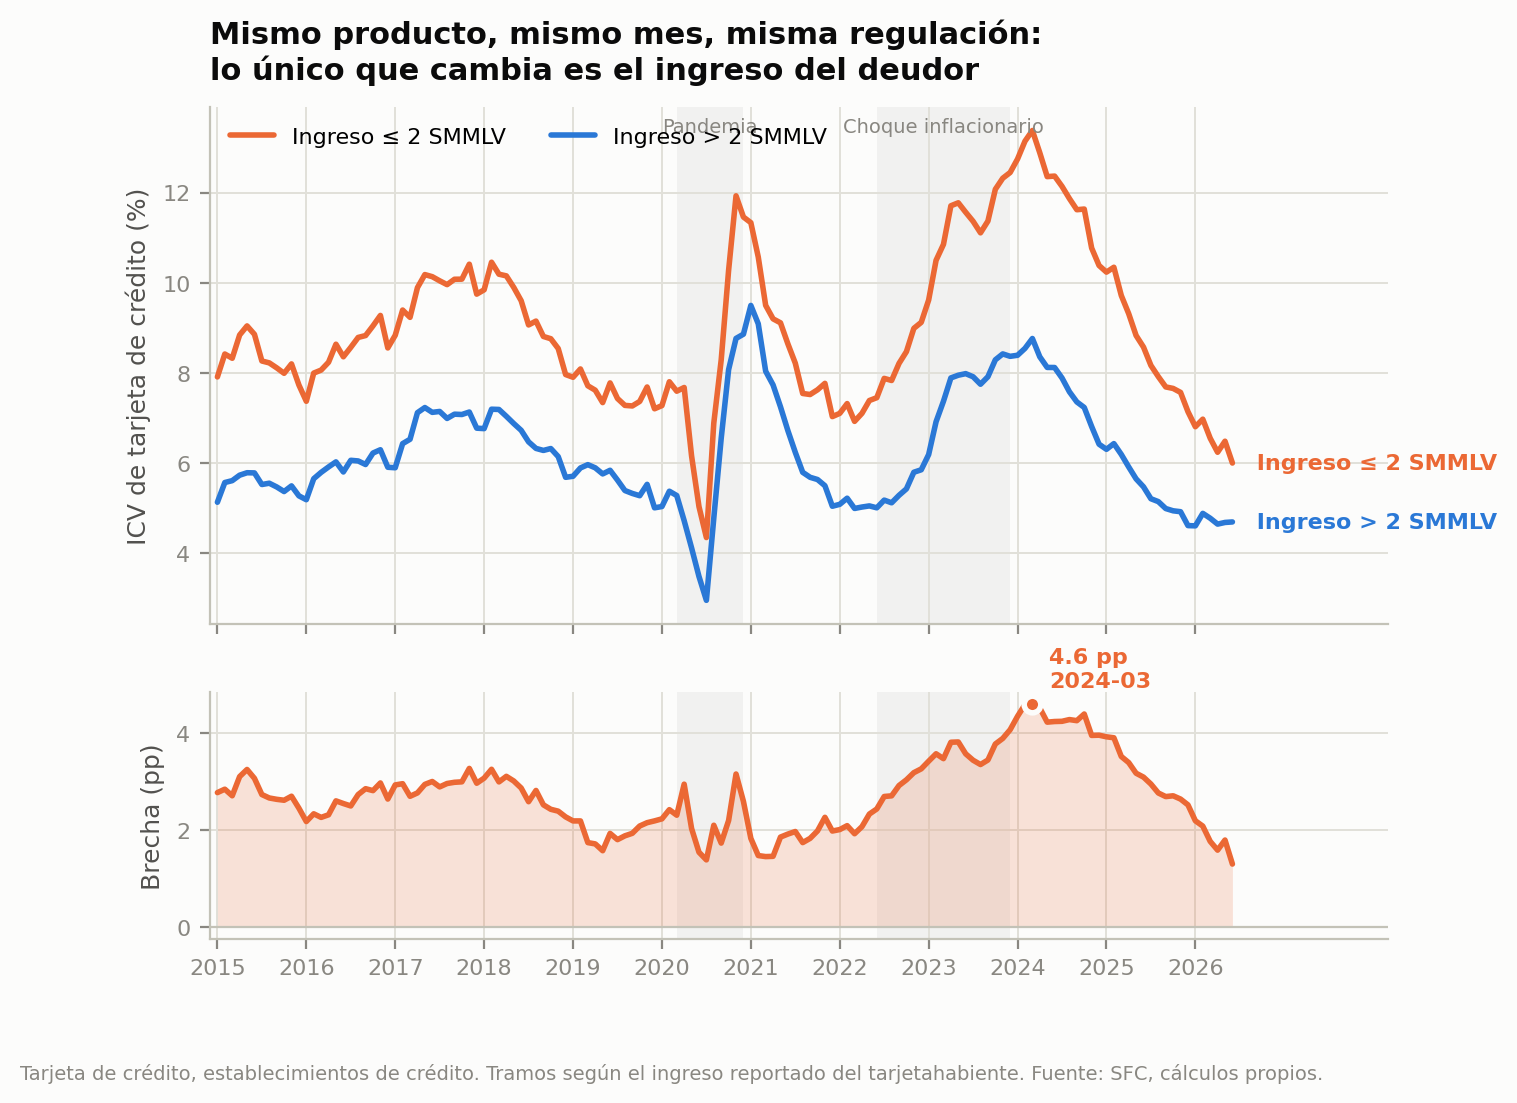 Mismo producto, mismo mes, misma regulación:
lo único que cambia es el ingreso del deudor
Pandemia
Choque inflacionario
Ingreso ≤ 2 SMMLV
Ingreso > 2 SMMLV
ICV de tarjeta de crédito (%)
12
10
8
6
4
Ingreso ≤ 2 SMMLV
Ingreso > 2 SMMLV
4.6 pp
2024-03
Brecha (pp)
4
2
0
2015 2016 2017 2018 2019 2020 2021 2022 2023 2024 2025 2026
Tarjeta de crédito, establecimientos de crédito. Tramos según el ingreso reportado del tarjetahabiente. Fuente: SFC, cálculos propios.